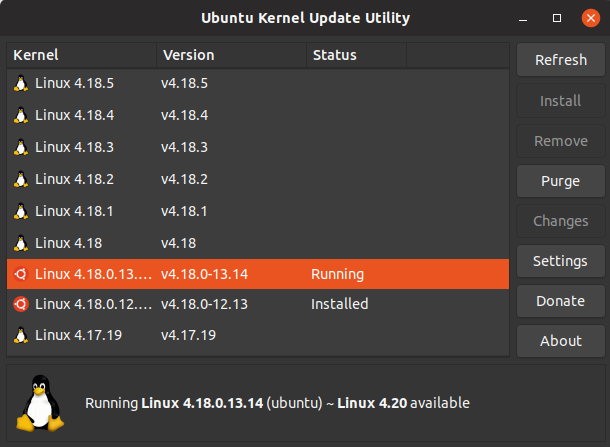 Ubuntu Kernel Update Utility
Kernel Version Status
Linux 4.18.5 v4.18.5
Linux 4.18.4 v4.18.4
Linux 4.18.3 v4.18.3
Linux 4.18.2 v4.18.2
Linux 4.18.1 v4.18.1
Linux 4.18 v4.18
Linux 4.18.0.13.... v4.18.0-13.14 Running
Linux 4.18.0.12.... v4.18.0-12.13 Installed
Linux 4.17.19 v4.17.19
Refresh
Install
Remove
Purge
Changes
Settings
Donate
About
Running Linux 4.18.0.13.14 (ubuntu) ~ Linux 4.20 available